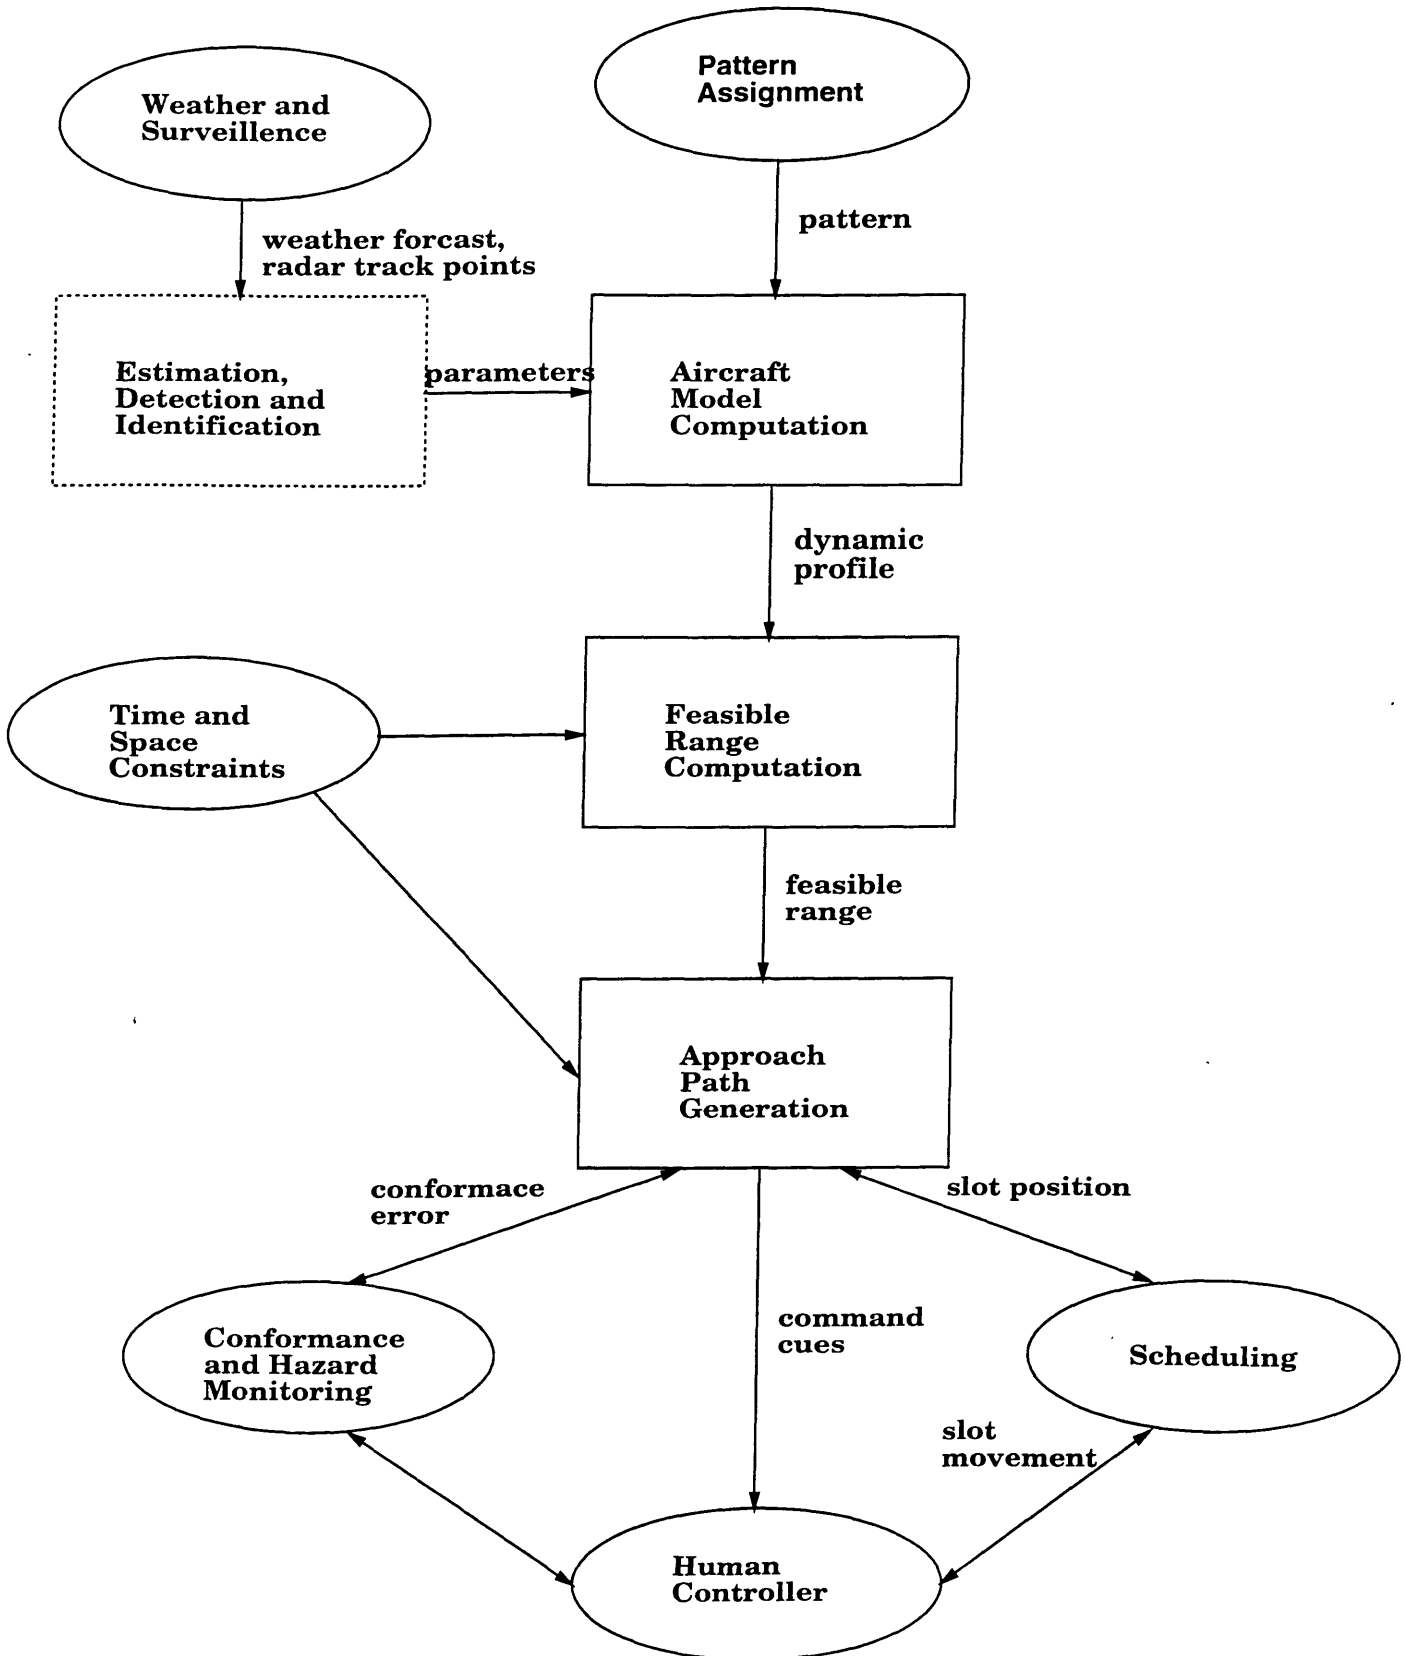 Pattern
Assignment
Weather and
Surveillence
pattern
weather forcast,
radar track points
Estimation,
Detection and
Identification
parameters
Aircraft
Model
Computation
dynamic
profile
Time and
Space
Constraints
Feasible
Range
Computation
feasible
range
Approach
Path
Generation
conformace
error
slot position
command
cues
Conformance
and Hazard
Monitoring
Scheduling
slot
movement
Human
Controller